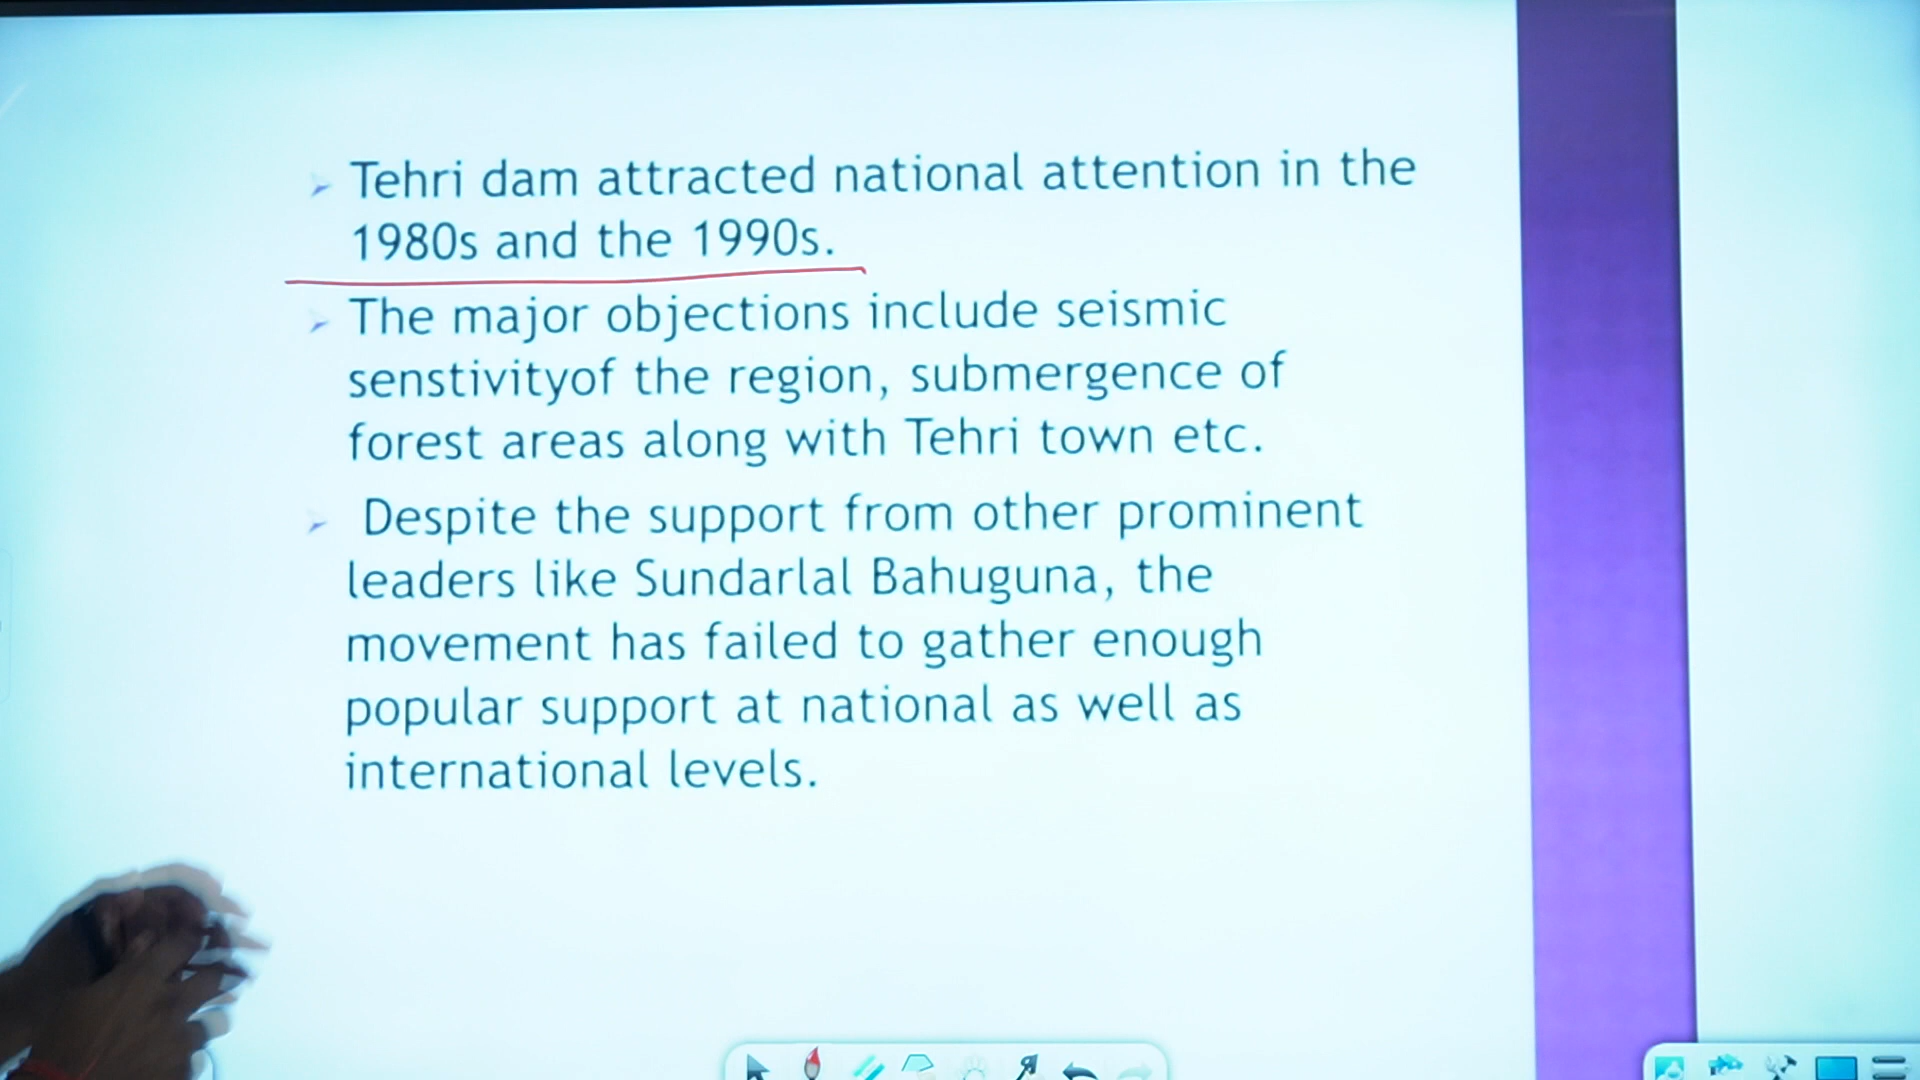 Tehri dam attracted national attention in the
1980s and the 1990s.
The major objections include seismic
senstivityof the region, submergence of
forest areas along with Tehri town etc.
Despite the support from other prominent
leaders like Sundarlal Bahuguna, the
movement has failed to gather enough
popular support at national as well as
international levels.